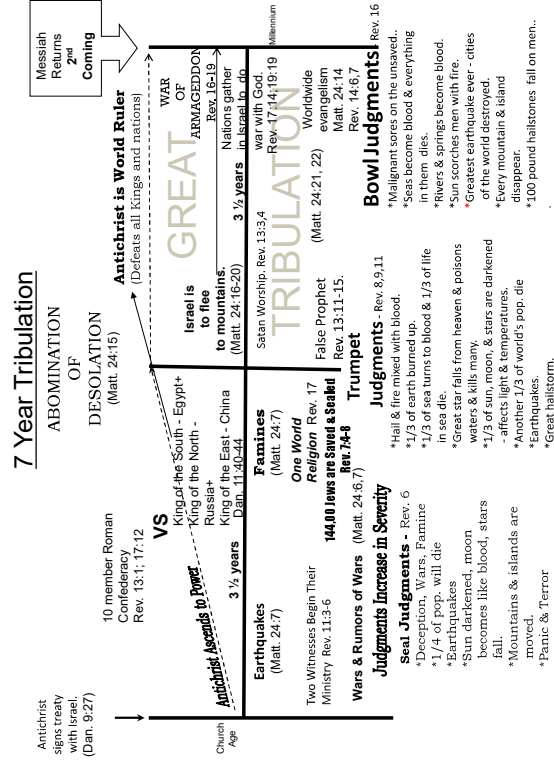 7 Year Tribulation
Antichrist
signs treaty
with Israel.
(Dan. 9:27)
10 member Roman
Confederacy
Rev. 13:1; 17:12
ABOMINATION
OF
DESOLATION
(Matt. 24:15)
Messiah
Returns
2nd
Coming
Antichrist is World Ruler
(Defeats all Kings and nations)
VS
King of the South - Egypt+
King of the North -
Russia+
King of the East - China
Dan. 11:40-44
Antichrist Ascends to Power
3 ½ years
Israel is
to flee
to mountains.
(Matt. 24:16-20)
GREAT
3 ½ years
WAR
OF
ARMAGEDDON
Rev. 16-19
Nations gather
in Israel to do
war with God.
Rev. 17:14;19:19
Church
Age
Millennium
Earthquakes
(Matt. 24:7)
Two Witnesses Begin Their
Ministry Rev. 11:3-6
Wars & Rumors of Wars (Matt. 24:6,7)
Famines
(Matt. 24:7)
One World
Religion Rev. 17
144,00 Jews are Saved & Sealed
Rev. 7:4-8
Satan Worship. Rev. 13:3,4
TRIBULATION
(Matt. 24:21, 22)
False Prophet
Rev. 13:11-15.
Worldwide
evangelism
Matt. 24:14
Rev. 14:6,7
Judgments Increase in Severity
Seal Judgments - Rev. 6
*Deception, Wars, Famine
*1/4 of pop. will die
*Earthquakes
*Sun darkened, moon
becomes like blood, stars
fall.
*Mountains & islands are
moved.
*Panic & Terror
Trumpet
Judgments - Rev. 8,9,11
*Hail & fire mixed with blood.
*1/3 of earth burned up.
*1/3 of sea turns to blood & 1/3 of life
in sea die.
*Great star falls from heaven & poisons
waters & kills many.
*1/3 of sun, moon, & stars are darkened
- affects light & temperatures.
*Another 1/3 of world's pop. die
*Earthquakes.
*Great hailstorm.
Bowl Judgments - Rev. 16
*Malignant sores on the unsaved..
*Seas become blood & everything
in them dies.
*Rivers & springs become blood.
*Sun scorches men with fire.
*Greatest earthquake ever - cities
of the world destroyed.
*Every mountain & island
disappear.
*100 pound hailstones fall on men..
.